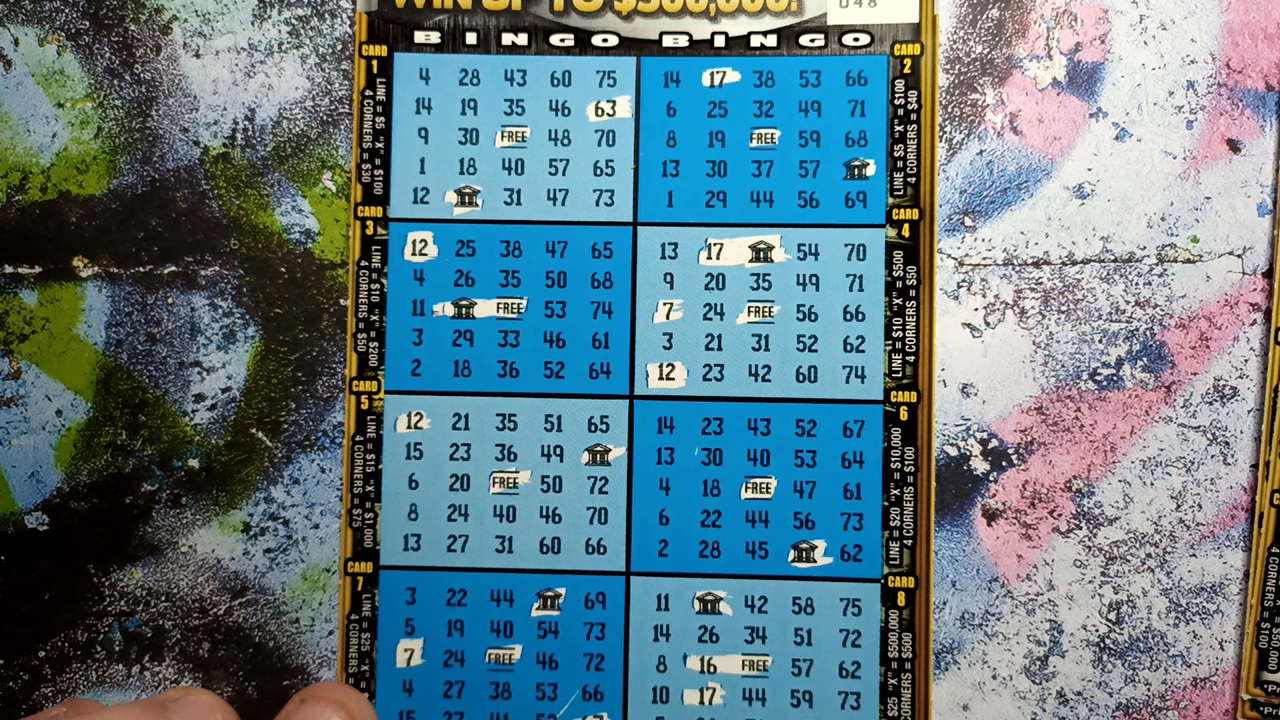 WIN UP TO $500,000!
048
B I N G O B I N G O
CARD 1
LINE = $5 "X" = $100
4 CORNERS = $30
4 28 43 60 75
14 19 35 46 63
9 30 FREE 48 70
1 18 40 57 65
12 31 47 73
CARD 2
LINE = $5 "X" = $100
4 CORNERS = $40
14 17 38 53 66
6 25 32 49 71
8 19 FREE 59 68
13 30 37 57
1 29 44 56 69
CARD 3
LINE = $10 "X" = $200
4 CORNERS = $50
12 25 38 47 65
4 26 35 50 68
11 FREE 53 74
3 29 33 46 61
2 18 36 52 64
CARD 4
LINE = $10 "X" = $500
4 CORNERS = $50
13 17 54 70
9 20 35 49 71
7 24 FREE 56 66
3 21 31 52 62
12 23 42 60 74
CARD 5
LINE = $15 "X" = $1,000
4 CORNERS = $75
12 21 35 51 65
15 23 36 49
6 20 FREE 50 72
8 24 40 46 70
13 27 31 60 66
CARD 6
LINE = $20 "X" = $10,000
4 CORNERS = $100
14 23 43 52 67
13 30 40 53 64
4 18 FREE 47 61
6 22 44 56 73
2 28 45 62
CARD 7
LINE = $25 "X"
4 CORNERS =
3 22 44 69
5 19 40 54 73
7 24 FREE 46 72
4 27 38 53 66
CARD 8
$25 "X" = $500,000
CORNERS = $500
11 42 58 75
14 26 34 51 72
8 16 FREE 57 62
10 17 44 59 73
4 CORNERS = $100